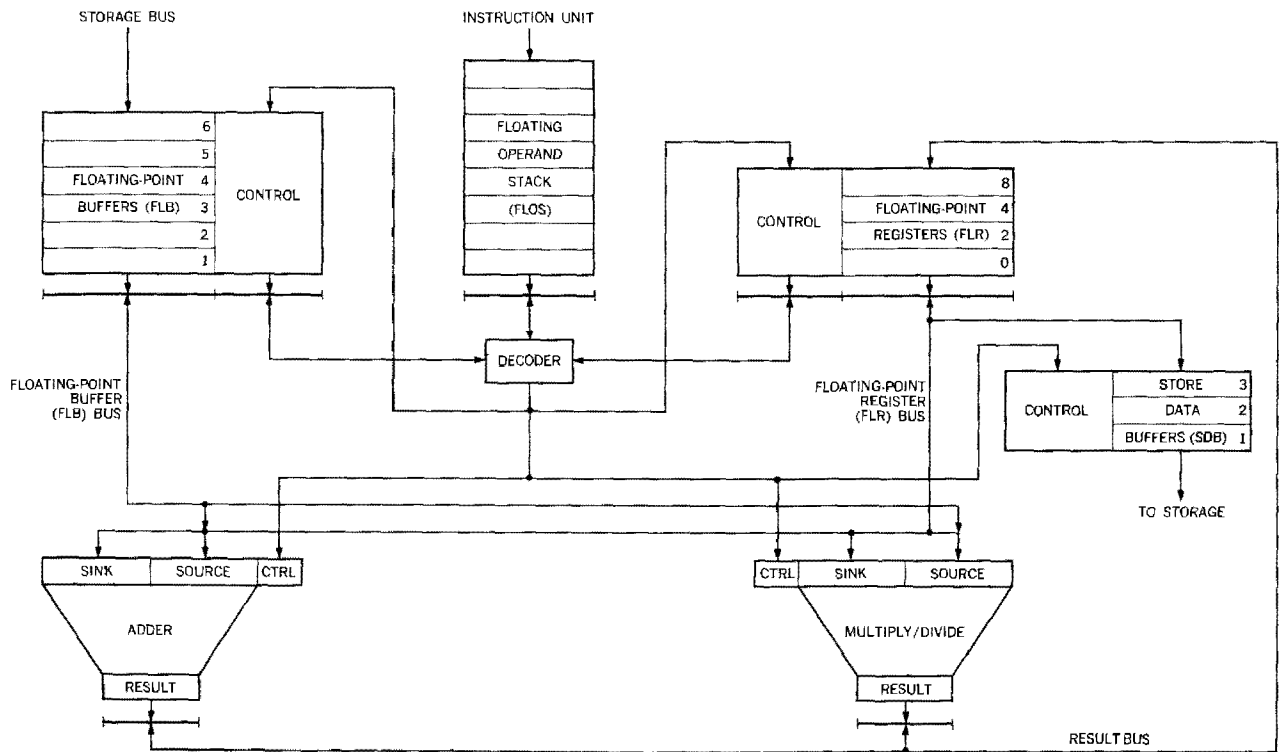 STORAGE BUS
INSTRUCTION UNIT
6
5
FLOATING-POINT 4
BUFFERS (FLB) 3
2
1
CONTROL
FLOATING
OPERAND
STACK
(FLOS)
CONTROL
8
FLOATING-POINT 4
REGISTERS (FLR) 2
0
DECODER
FLOATING-POINT
BUFFER
(FLB) BUS
FLOATING-POINT
REGISTER
(FLR) BUS
CONTROL
STORE 3
DATA 2
BUFFERS (SDB) 1
TO STORAGE
SINK SOURCE CTRL
ADDER
RESULT
CTRL SINK SOURCE
MULTIPLY/DIVIDE
RESULT
RESULT BUS